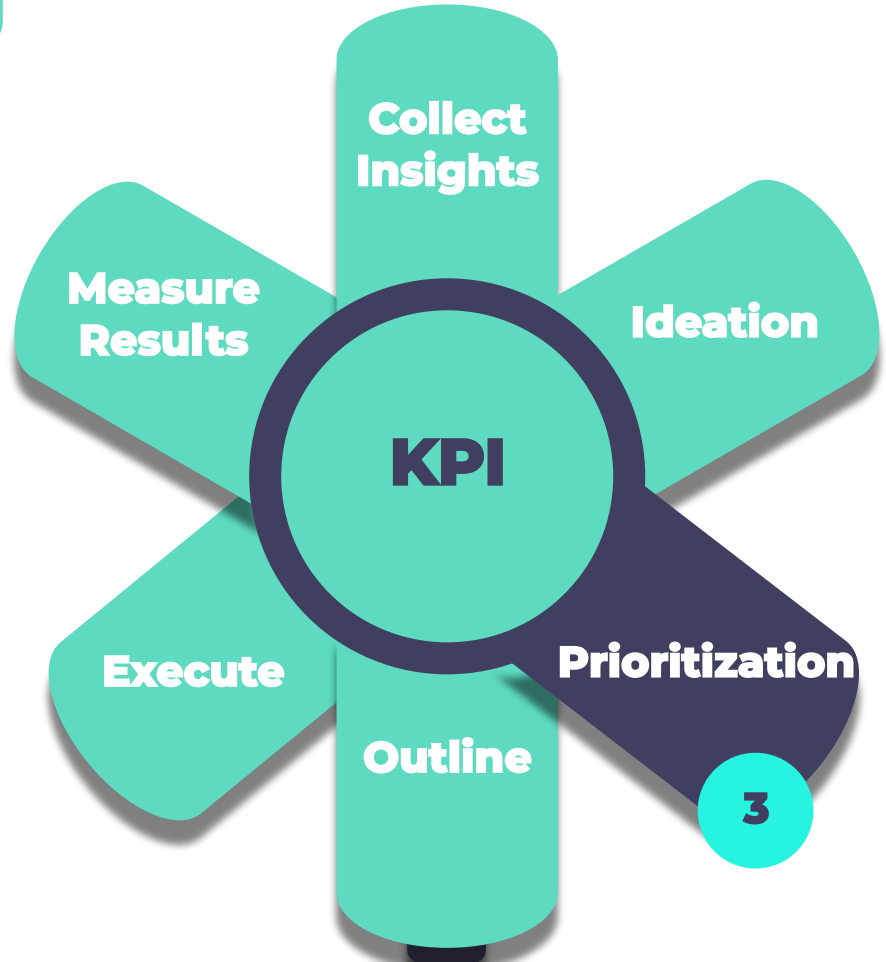 Collect
Insights
Measure
Results
Ideation
KPI
Execute
Prioritization
Outline
3